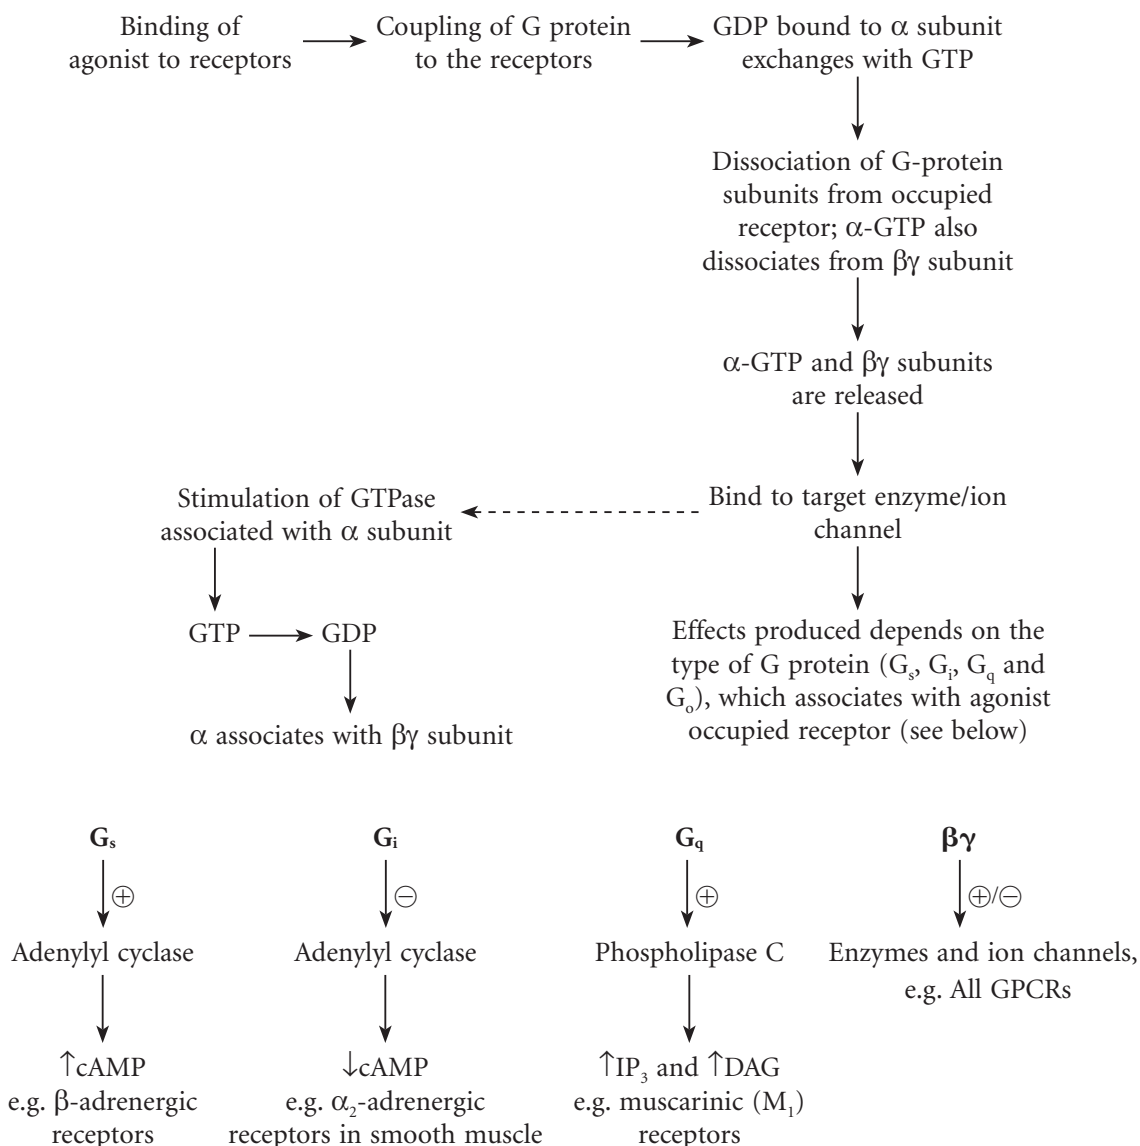 Binding of
agonist to receptors
Coupling of G protein
to the receptors
GDP bound to α subunit
exchanges with GTP
Dissociation of G-protein
subunits from occupied
receptor; α-GTP also
dissociates from βγ subunit
α-GTP and βγ subunits
are released
Bind to target enzyme/ion
channel
Stimulation of GTPase
associated with α subunit
GTP
GDP
α associates with βγ subunit
Effects produced depends on the
type of G protein (Gs, Gi, Gq and
Go), which associates with agonist
occupied receptor (see below)
Gs
⊕
Adenylyl cyclase
↑cAMP
e.g. β-adrenergic
receptors
Gi
⊖
Adenylyl cyclase
↓cAMP
e.g. α2-adrenergic
receptors in smooth muscle
Gq
⊕
Phospholipase C
↑IP3 and ↑DAG
e.g. muscarinic (M1)
receptors
βγ
⊕/⊖
Enzymes and ion channels,
e.g. All GPCRs